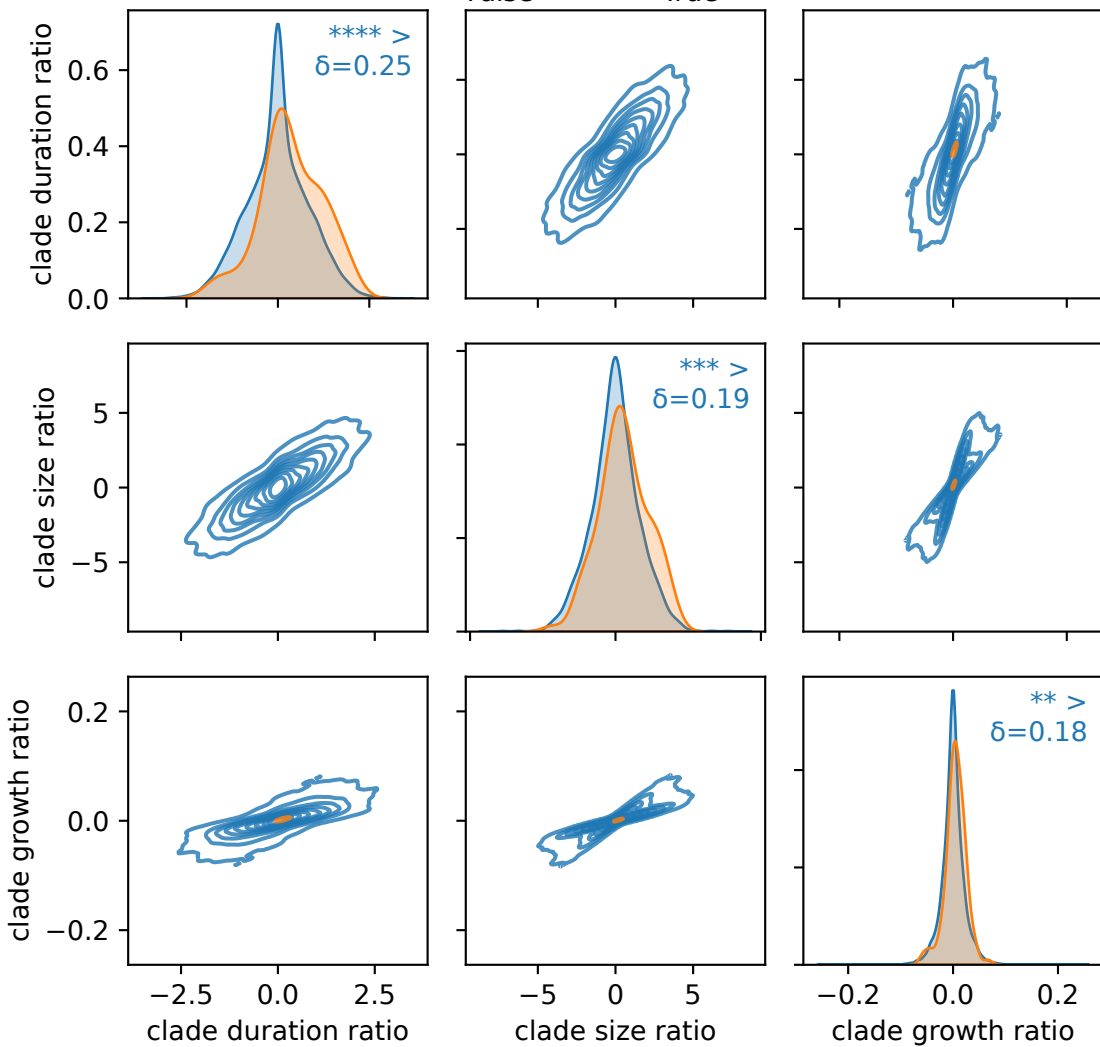 **** >
δ=0.25
clade duration ratio
0.6
0.4
0.2
0.0
*** >
δ=0.19
clade size ratio
5
0
−5
** >
δ=0.18
clade growth ratio
0.2
0.0
−0.2
−2.5 0.0 2.5
−5 0 5
−0.2 0.0 0.2
clade duration ratio
clade size ratio
clade growth ratio